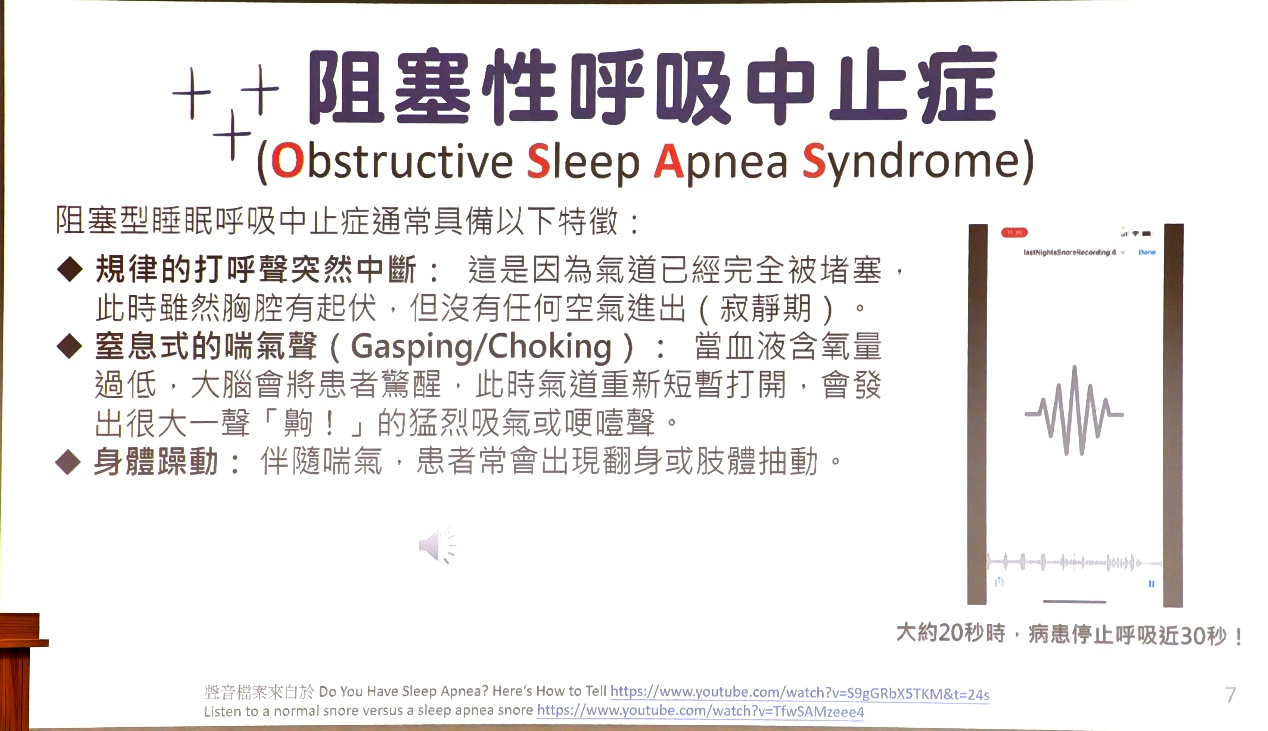 阻塞性呼吸中止症
(Obstructive Sleep Apnea Syndrome)
阻塞型睡眠呼吸中止症通常具備以下特徵：
◆ 規律的打呼聲突然中斷： 這是因為氣道已經完全被堵塞，
此時雖然胸腔有起伏，但沒有任何空氣進出（寂靜期）。
◆ 窒息式的喘氣聲（Gasping/Choking）： 當血液含氧量
過低，大腦會將患者驚醒，此時氣道重新短暫打開，會發
出很大一聲「齁！」的猛烈吸氣或哽噎聲。
◆ 身體躁動： 伴隨喘氣，患者常會出現翻身或肢體抽動。
lastNightsSnoreRecording 6
Done
大約20秒時，病患停止呼吸近30秒！
聲音檔案來自於 Do You Have Sleep Apnea? Here's How to Tell https://www.youtube.com/watch?v=S9gGRbX5TKM&t=24s
Listen to a normal snore versus a sleep apnea snore https://www.youtube.com/watch?v=TfwSAMzeee4
7